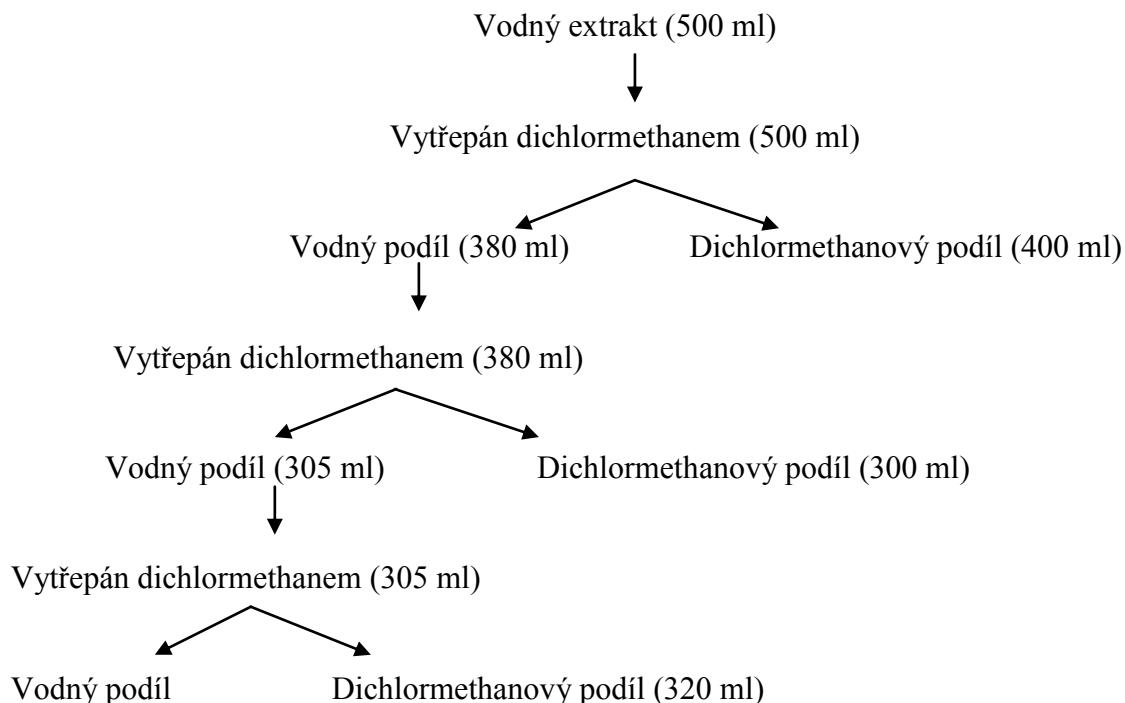 Vodný extrakt (500 ml)
Vytřepán dichlormethanem (500 ml)
Vodný podíl (380 ml) Dichlormethanový podíl (400 ml)
Vytřepán dichlormethanem (380 ml)
Vodný podíl (305 ml) Dichlormethanový podíl (300 ml)
Vytřepán dichlormethanem (305 ml)
Vodný podíl Dichlormethanový podíl (320 ml)